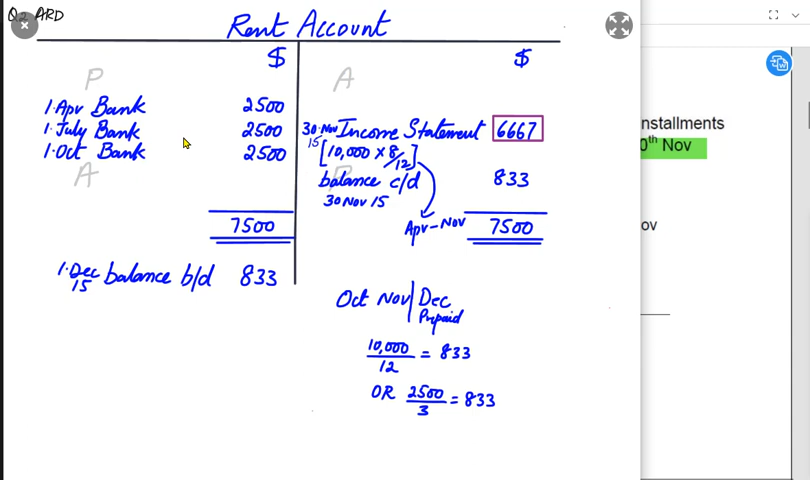 Q2 ARD
Rent Account
$ $
P A
1·Apr Bank 2500
1·July Bank 2500 30·Nov 15 Income Statement 6667
1·Oct Bank 2500 [10,000 × 8/12]
A balance c/d 833
30 Nov 15
7500 Apr-Nov 7500
1·Dec 15 balance b/d 833
Oct Nov | Dec
Prepaid
10,000/12 = 833
OR 2500/3 = 833
nstallments
0th Nov
ov